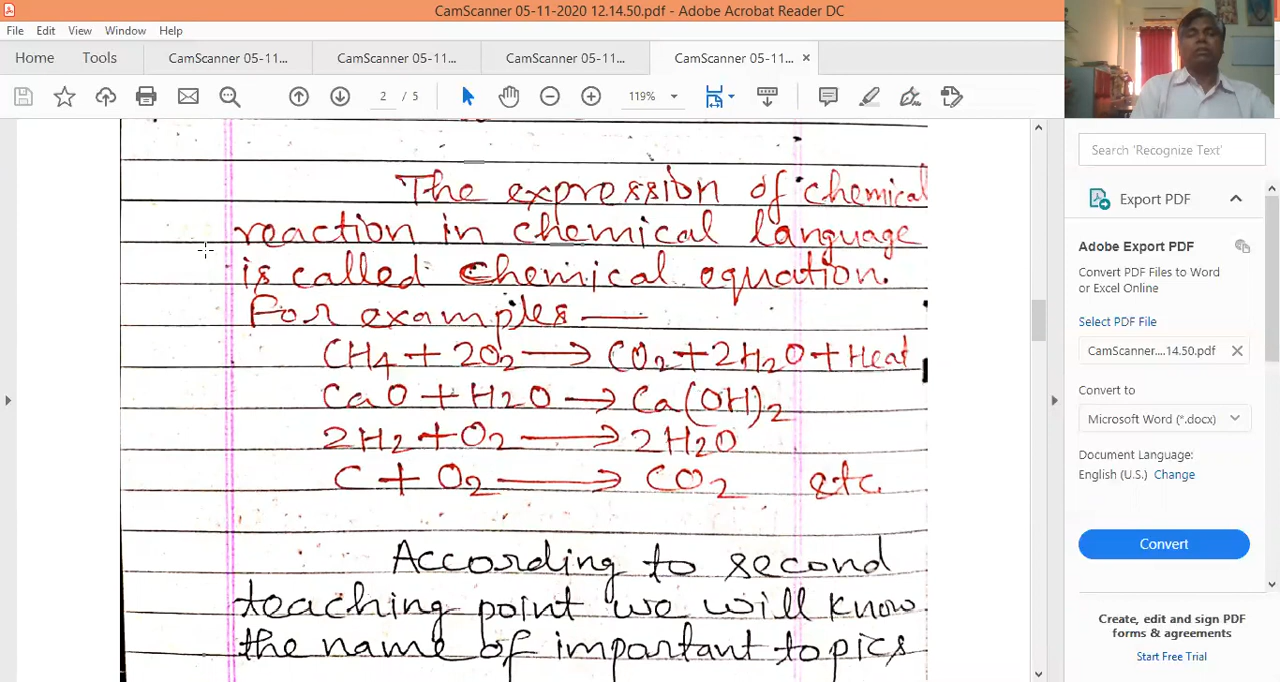 CamScanner 05-11-2020 12.14.50.pdf - Adobe Acrobat Reader DC
File Edit View Window Help
Home Tools CamScanner 05-11... CamScanner 05-11... CamScanner 05-11... CamScanner 05-11... ×
2 / 5 119%
The expression of chemical
reaction in chemical language
is called chemical equation.
For examples —
CH4 + 2O2 → CO2 + 2H2O + Heat
CaO + H2O → Ca(OH)2
2H2 + O2 → 2H2O
C + O2 → CO2 etc.
According to second
teaching point we will know
the name of important topics
Search 'Recognize Text'
Export PDF
Adobe Export PDF
Convert PDF Files to Word
or Excel Online
Select PDF File
CamScanner....14.50.pdf
Convert to
Microsoft Word (*.docx)
Document Language:
English (U.S.) Change
Convert
Create, edit and sign PDF
forms & agreements
Start Free Trial